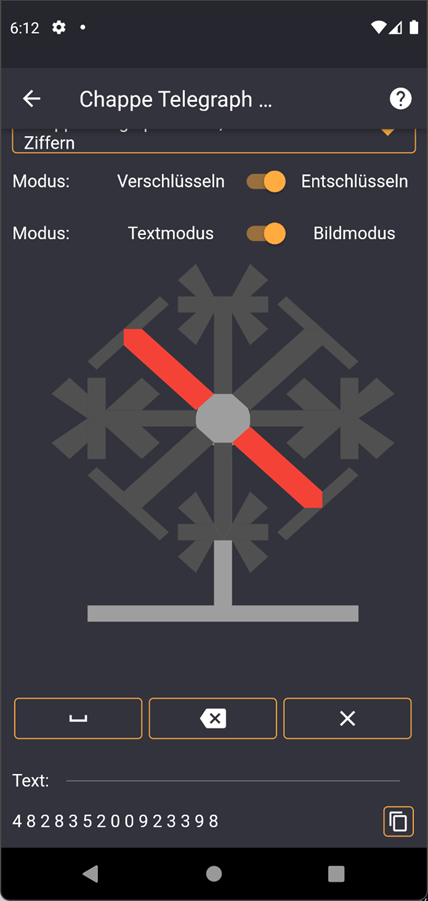 6:12
Chappe Telegraph ...
Ziffern
Modus: Verschlüsseln Entschlüsseln
Modus: Textmodus Bildmodus
Text:
4 8 2 8 3 5 2 0 0 9 2 3 3 9 8